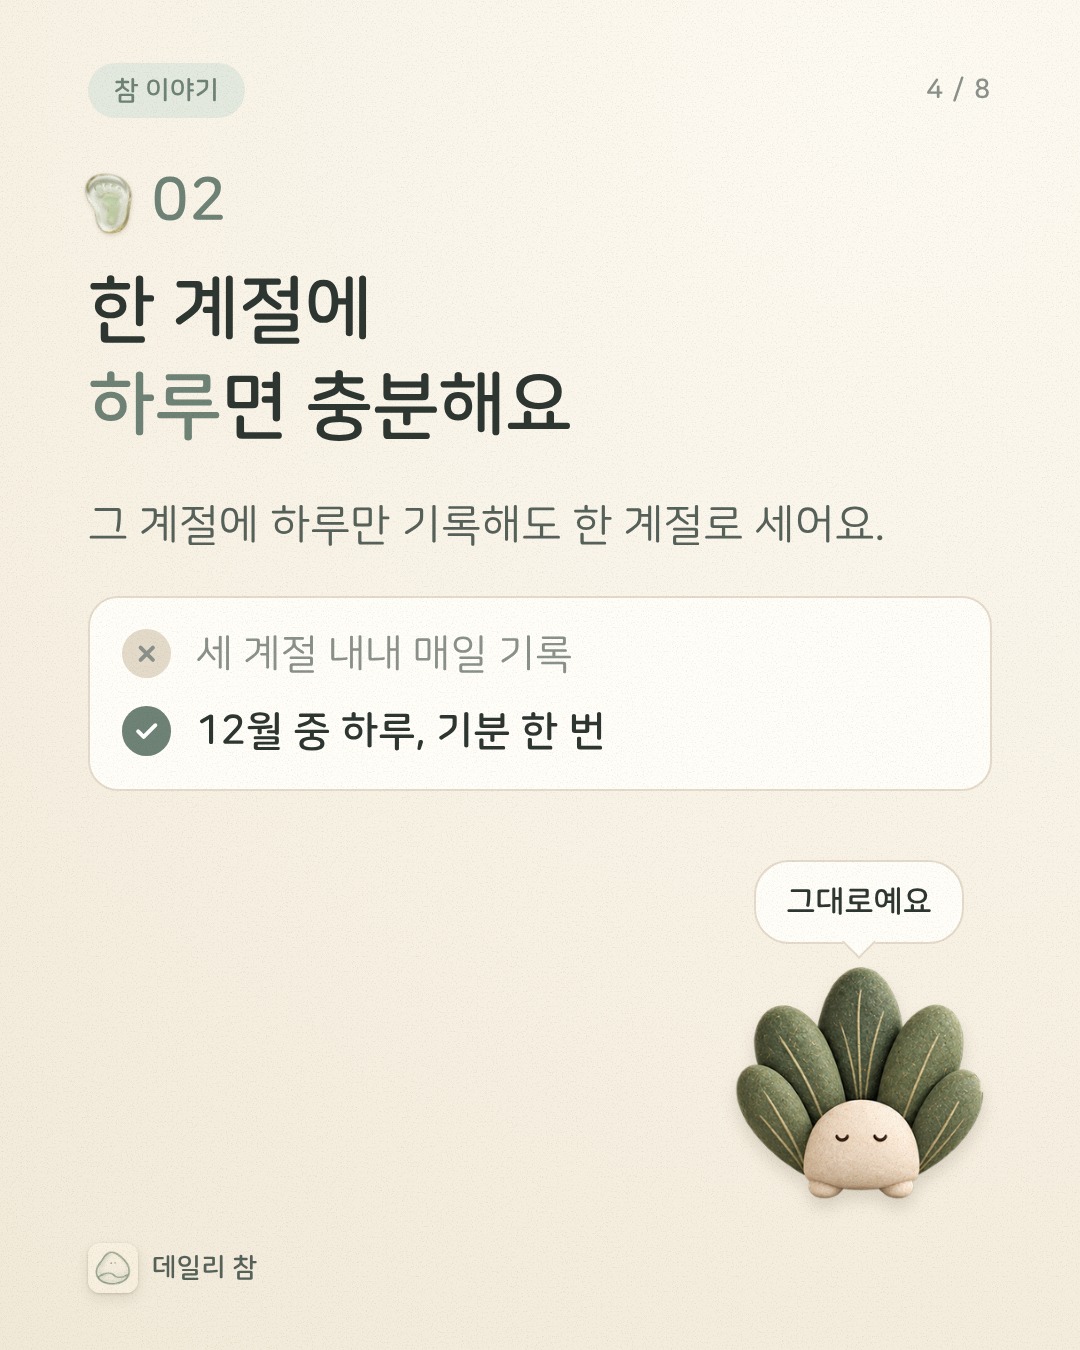 참 이야기
4 / 8
02
한 계절에
하루면 충분해요
그 계절에 하루만 기록해도 한 계절로 세어요.
세 계절 내내 매일 기록
12월 중 하루, 기분 한 번
그대로예요
데일리 참